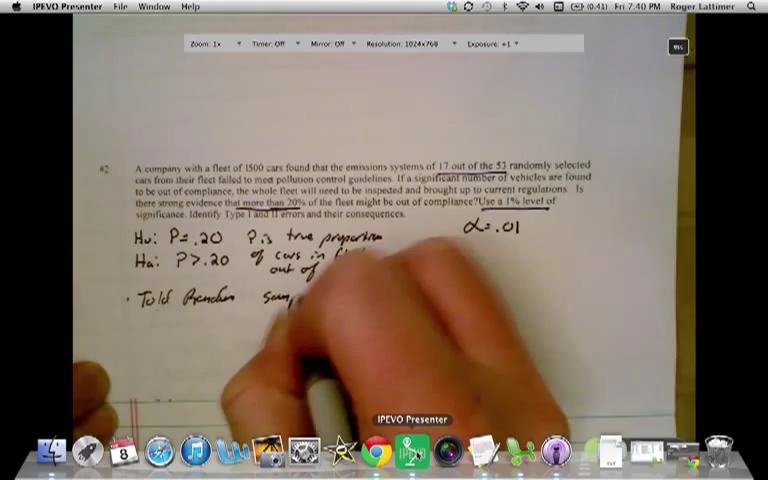 IPEVO Presenter File Window Help (0:41) Fri 7:40 PM Roger Lattimer
Zoom: 1x Timer: Off Mirror: Off Resolution: 1024x768 Exposure: +1
#2 A company with a fleet of 1500 cars found that the emissions systems of 17 out of the 53 randomly selected
cars from their fleet failed to meet pollution control guidelines. If a significant number of vehicles are found
to be out of compliance, the whole fleet will need to be inspected and brought up to current regulations. Is
there strong evidence that more than 20% of the fleet might be out of compliance? Use a 1% level of
significance. Identify Type I and II errors and their consequences.
α=.01
Ho: P=.20 P is true proportion
Ha: P>.20 of cars in
out of
· Told Random
IPEVO Presenter
8